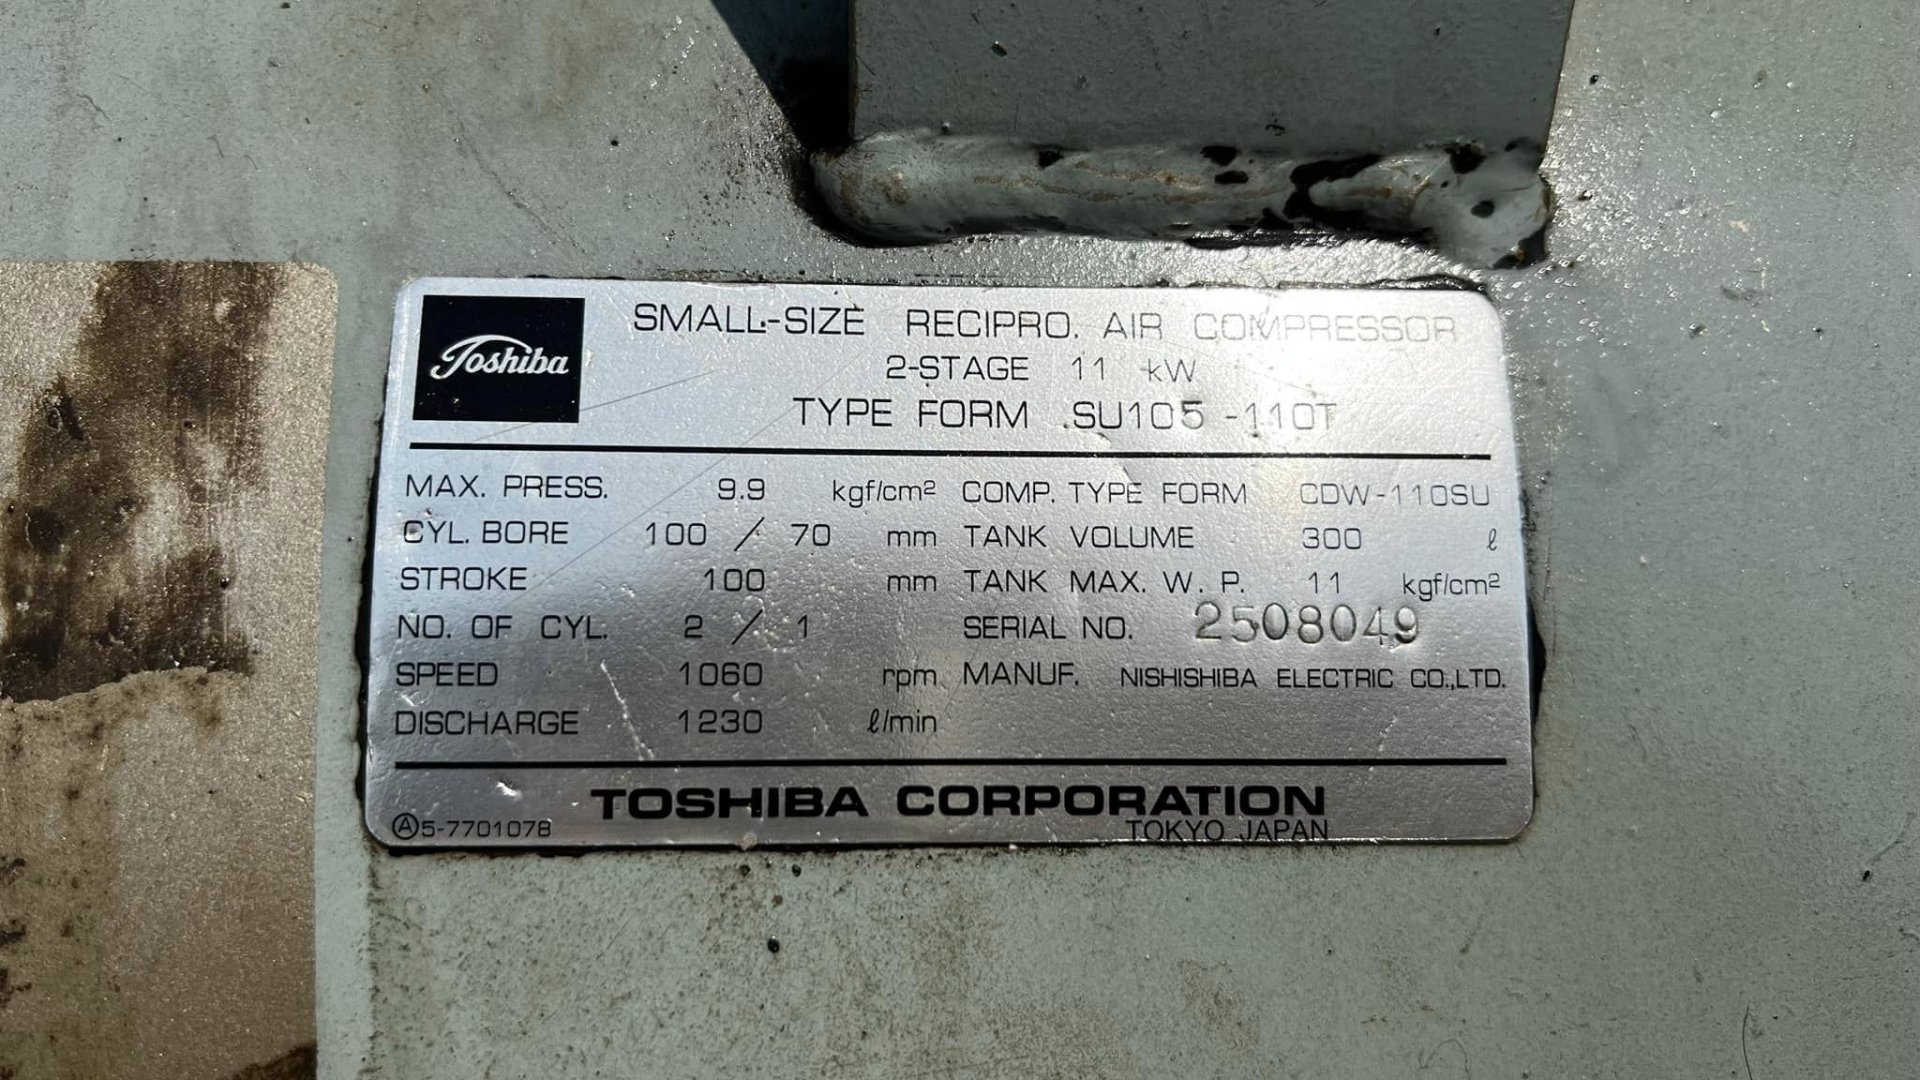 Toshiba
SMALL-SIZE RECIPRO. AIR COMPRESSOR
2-STAGE 11 kW
TYPE FORM SU105-110T
MAX. PRESS. 9.9 kgf/cm² COMP. TYPE FORM CDW-110SU
CYL. BORE 100 / 70 mm TANK VOLUME 300 ℓ
STROKE 100 mm TANK MAX. W. P. 11 kgf/cm²
NO. OF CYL. 2 / 1 SERIAL NO. 2508049
SPEED 1060 rpm MANUF. NISHISHIBA ELECTRIC CO.,LTD.
DISCHARGE 1230 ℓ/min
TOSHIBA CORPORATION
Ⓐ5-7701078 TOKYO JAPAN